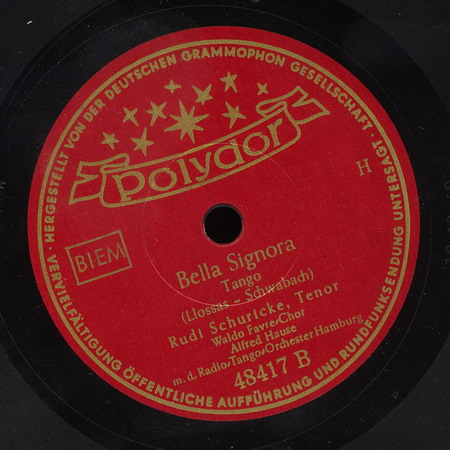 · HERGESTELLT VON DER DEUTSCHEN GRAMMOPHON GESELLSCHAFT ·
polydor
H
BIEM
Bella Signora
Tango
(Llossas – Schwabach)
Rudi Schuricke, Tenor
Waldo Favre-Chor
Alfred Hause
m. d. Radio-Tango-Orchester Hamburg
48417 B
VERVIELFÄLTIGUNG ÖFFENTLICHE AUFFÜHRUNG UND RUNDFUNKSENDUNG UNTERSAGT